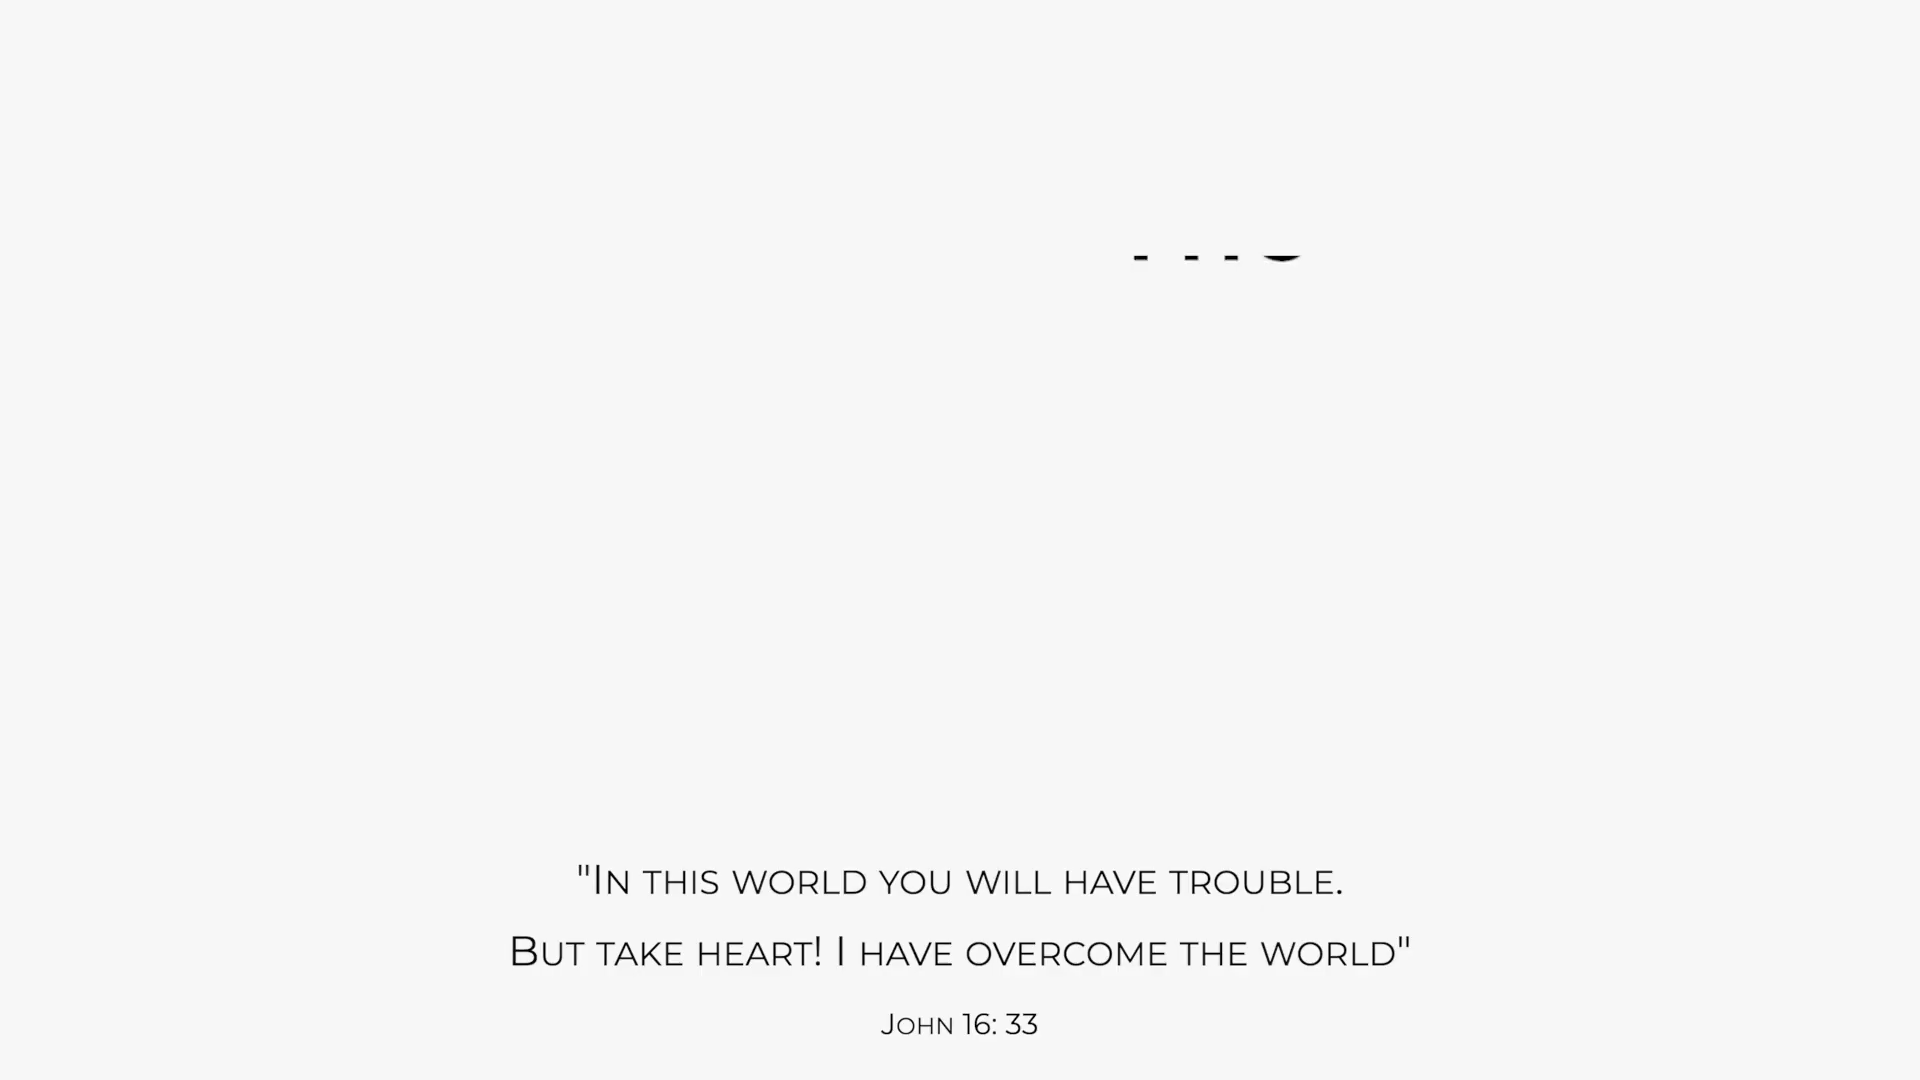 "In this world you will have trouble.
But take heart! I have overcome the world"
John 16: 33